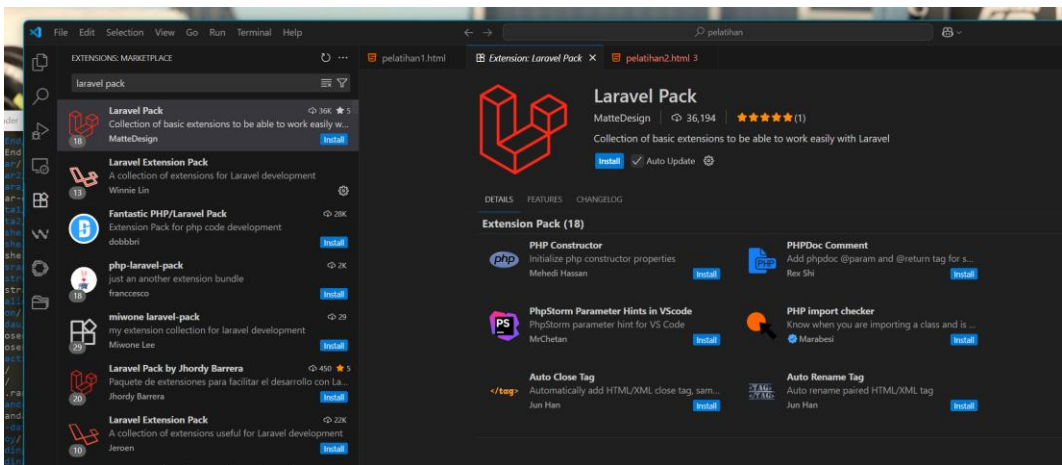 File Edit Selection View Go Run Terminal Help
pelatihan
EXTENSIONS: MARKETPLACE
laravel pack
Laravel Pack 36K 5
Collection of basic extensions to be able to work easily w...
MatteDesign Install
18
Laravel Extension Pack
A collection of extensions for Laravel development
Winnie Lin
13
Fantastic PHP/Laravel Pack 28K
Extension Pack for php code development
dobbbri Install
php-laravel-pack 2K
just an another extension bundle
franccesco Install
18
miwone laravel-pack 29
my extension collection for laravel development
Miwone Lee Install
29
Laravel Pack by Jhordy Barrera 450 5
Paquete de extensiones para facilitar el desarrollo con La...
Jhordy Barrera Install
20
Laravel Extension Pack 22K
A collection of extensions useful for Laravel development
Jeroen Install
10
pelatihan1.html Extension: Laravel Pack pelatihan2.html 3
Laravel Pack
MatteDesign 36,194 (1)
Collection of basic extensions to be able to work easily with Laravel
Install Auto Update
DETAILS FEATURES CHANGELOG
Extension Pack (18)
php
PHP Constructor
Initialize php constructor properties
Mehedi Hassan Install
PHP
PHPDoc Comment
Add phpdoc @param and @return tag for s...
Rex Shi Install
PS
PhpStorm Parameter Hints in VScode
PhpStorm parameter hint for VS Code
MrChetan Install
PHP import checker
Know when you are importing a class and is ...
Marabesi Install
</tag>
Auto Close Tag
Automatically add HTML/XML close tag, sam...
Jun Han Install
Auto Rename Tag
Auto rename paired HTML/XML tag
Jun Han Install